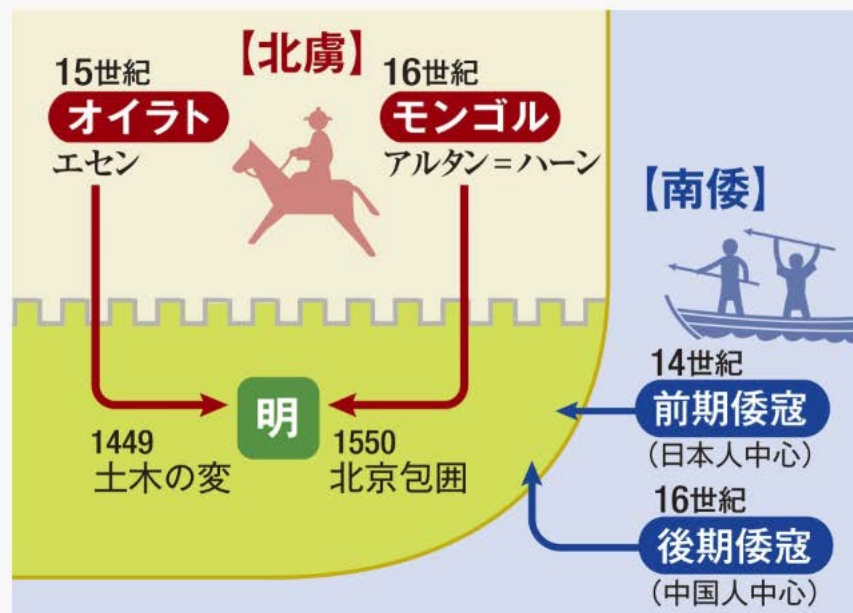 【北虜】
15世紀
オイラト
エセン
16世紀
モンゴル
アルタン=ハーン
【南倭】
明
1449
土木の変
1550
北京包囲
14世紀
前期倭寇
(日本人中心)
16世紀
後期倭寇
(中国人中心)